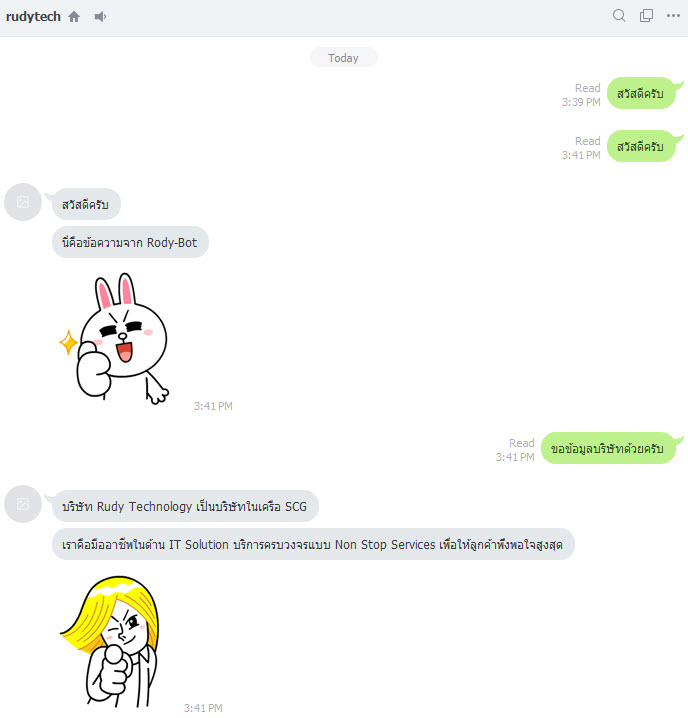 rudytech
Today
Read
3:39 PM
สวัสดีครับ
Read
3:41 PM
สวัสดีครับ
สวัสดีครับ
นี่คือข้อความจาก Rody-Bot
3:41 PM
Read
3:41 PM
ขอข้อมูลบริษัทด้วยครับ
บริษัท Rudy Technology เป็นบริษัทในเครือ SCG
เราคือมืออาชีพในด้าน IT Solution บริการครบวงจรแบบ Non Stop Services เพื่อให้ลูกค้าพึงพอใจสูงสุด
3:41 PM